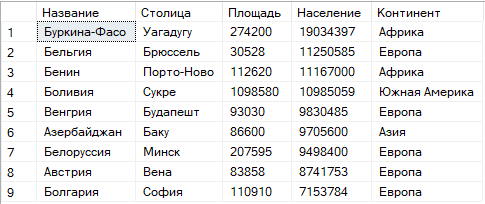 Название Столица Площадь Население Континент
1 Буркина-Фасо Уагадугу 274200 19034397 Африка
2 Бельгия Брюссель 30528 11250585 Европа
3 Бенин Порто-Ново 112620 11167000 Африка
4 Боливия Сукре 1098580 10985059 Южная Америка
5 Венгрия Будапешт 93030 9830485 Европа
6 Азербайджан Баку 86600 9705600 Азия
7 Белоруссия Минск 207595 9498400 Европа
8 Австрия Вена 83858 8741753 Европа
9 Болгария София 110910 7153784 Европа